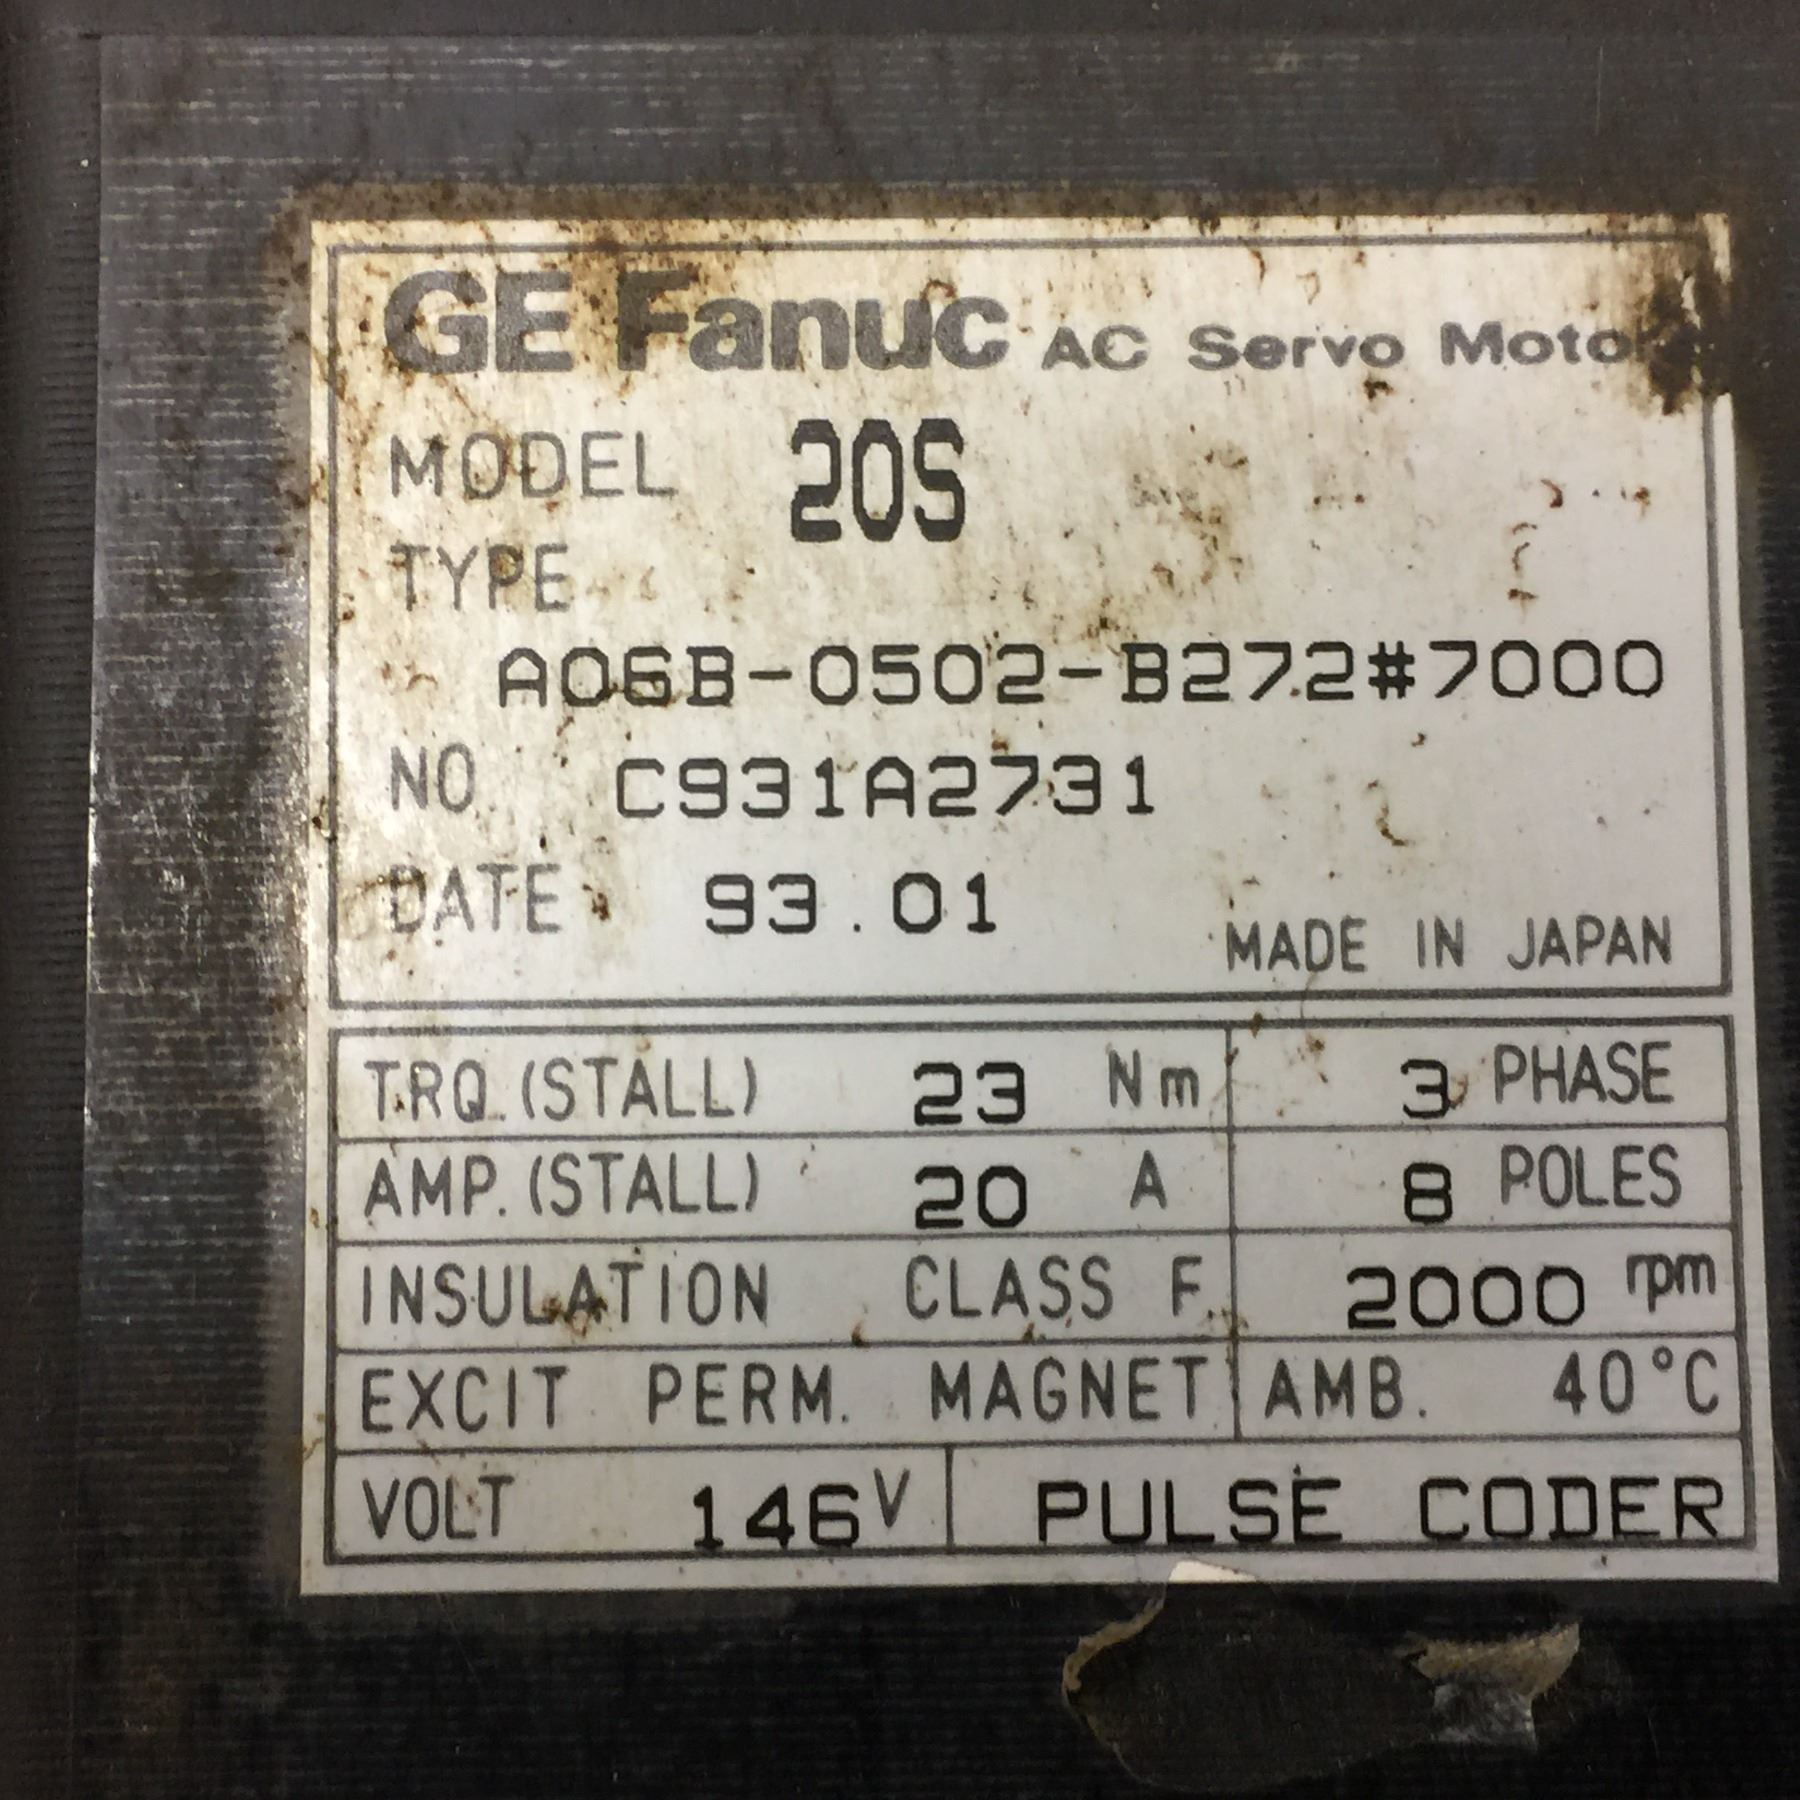 GE Fanuc AC Servo Motor
MODEL 20S
TYPE
A06B-0502-B272#7000
NO. C931A2731
DATE 93.01
MADE IN JAPAN
TRQ.(STALL) 23 Nm 3 PHASE
AMP.(STALL) 20 A 8 POLES
INSULATION CLASS F 2000 rpm
EXCIT PERM. MAGNET AMB. 40°C
VOLT 146V PULSE CODER